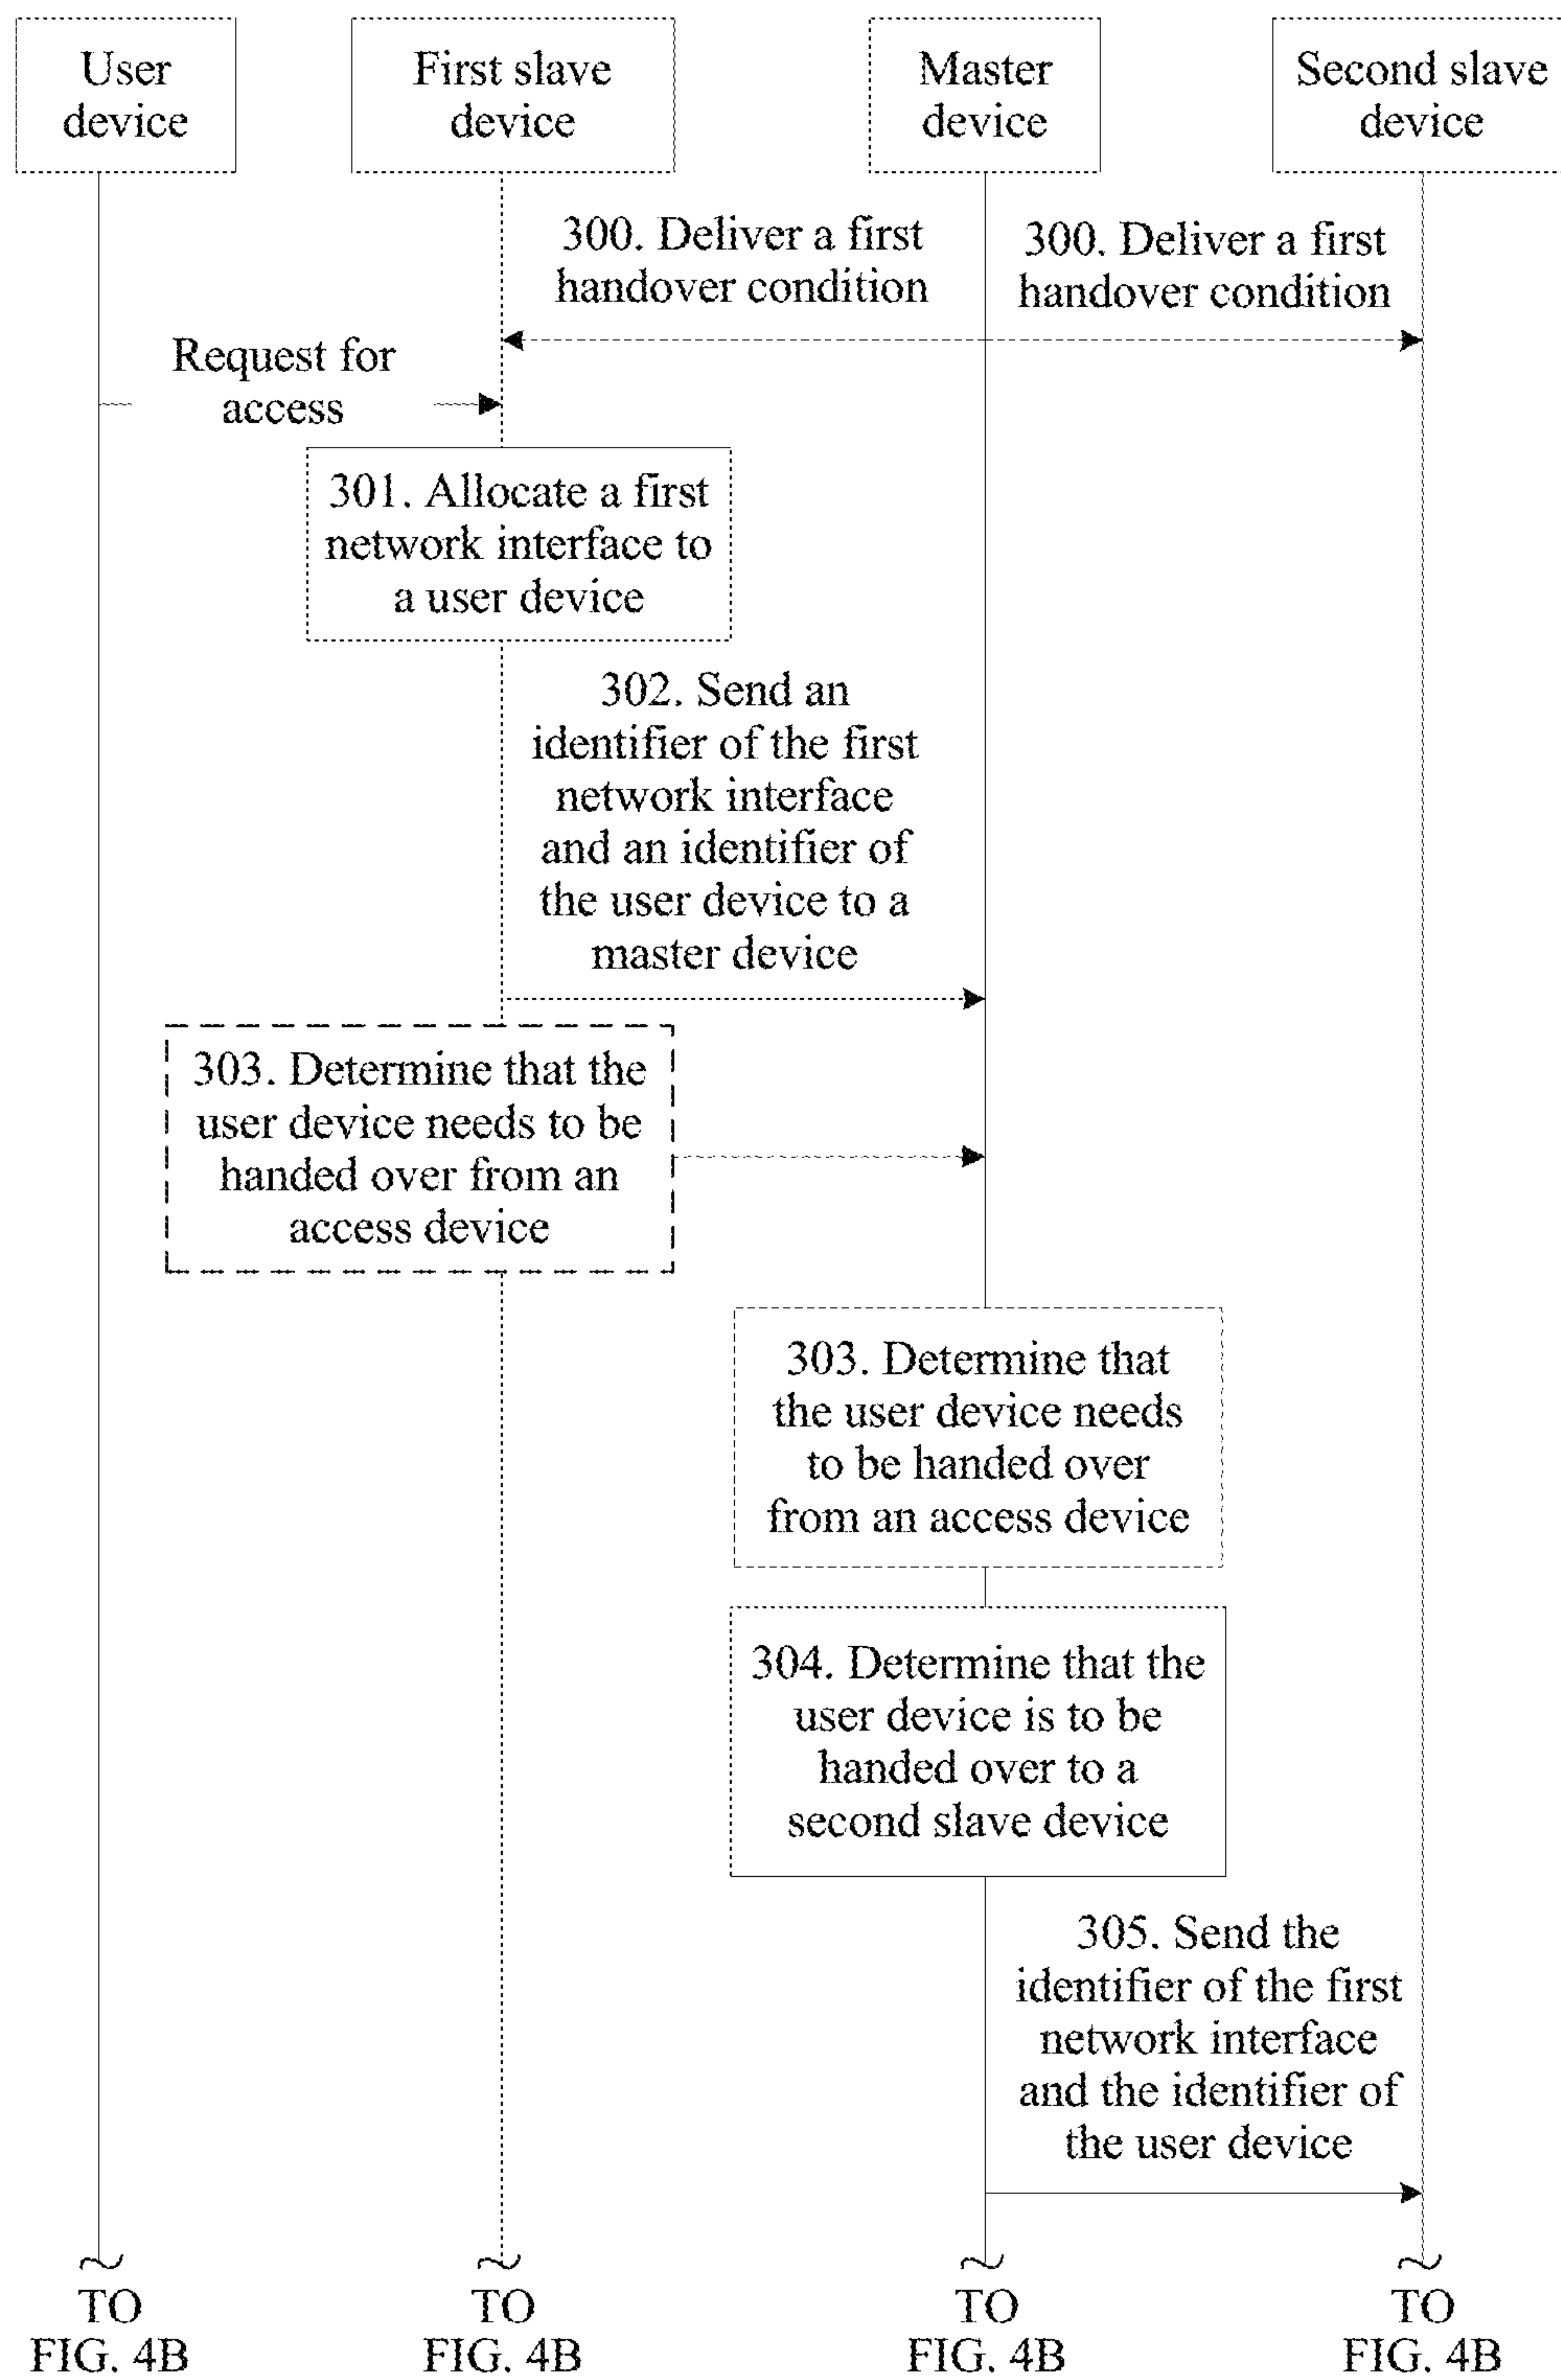 User
device
First slave
device
Master
device
Second slave
device
300. Deliver a first
handover condition
300. Deliver a first
handover condition
Request for
access
301. Allocate a first
network interface to
a user device
302. Send an
identifier of the first
network interface
and an identifier of
the user device to a
master device
303. Determine that the
user device needs to be
handed over from an
access device
303. Determine that
the user device needs
to be handed over
from an access device
304. Determine that the
user device is to be
handed over to a
second slave device
305. Send the
identifier of the first
network interface
and the identifier of
the user device
TO
FIG. 4B
TO
FIG. 4B
TO
FIG. 4B
TO
FIG. 4B